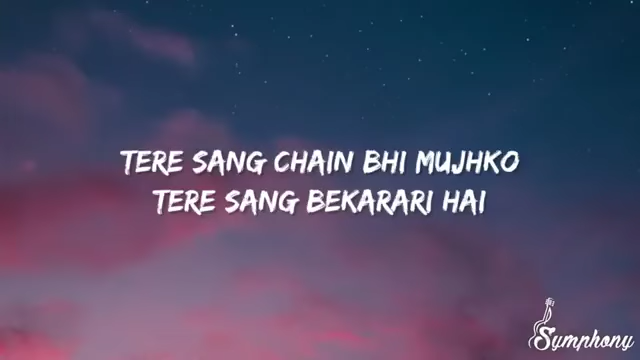 TERE SANG CHAIN BHI MUJHKO
TERE SANG BEKARARI HAI
Symphony